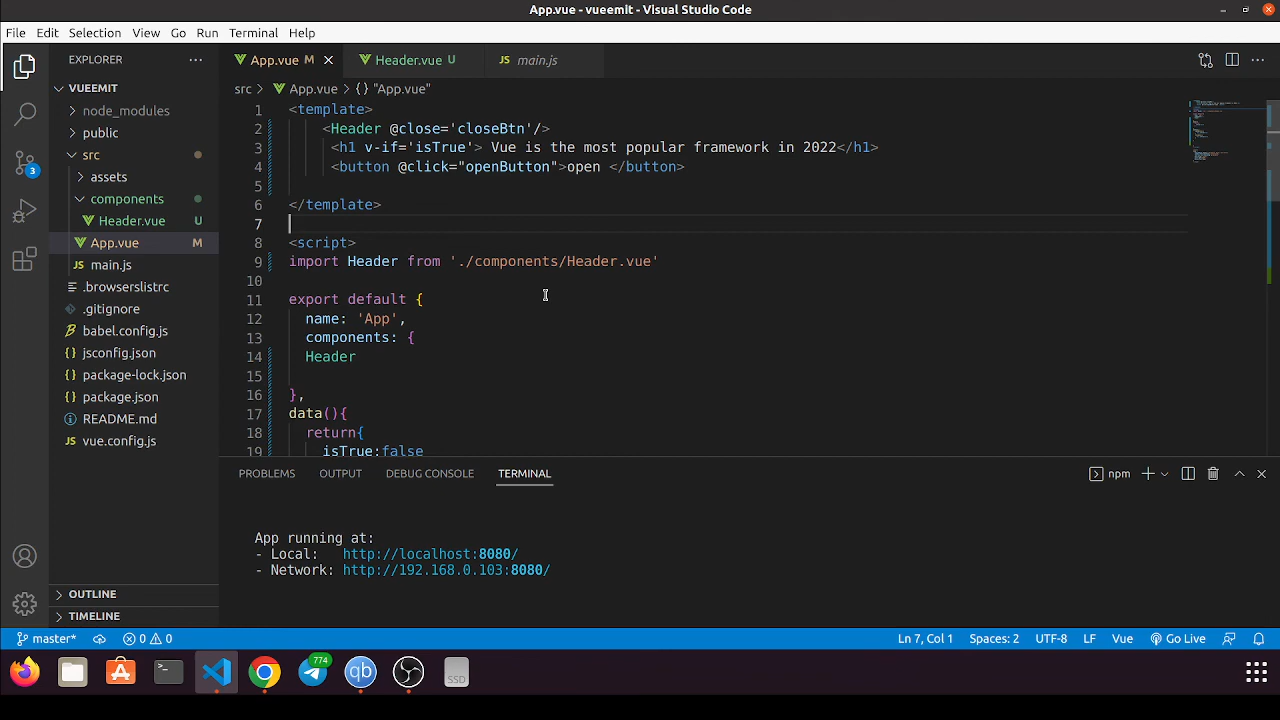 App.vue - vueemit - Visual Studio Code
File Edit Selection View Go Run Terminal Help
EXPLORER
VUEEMIT
node_modules
public
src
assets
components
Header.vue U
App.vue M
main.js
.browserslistrc
.gitignore
babel.config.js
jsconfig.json
package-lock.json
package.json
README.md
vue.config.js
OUTLINE
TIMELINE
3
App.vue M Header.vue U main.js
src App.vue {} "App.vue"
1 <template>
2 <Header @close='closeBtn'/>
3 <h1 v-if='isTrue'> Vue is the most popular framework in 2022</h1>
4 <button @click="openButton">open </button>
5
6 </template>
7
8 <script>
9 import Header from './components/Header.vue'
10
11 export default {
12 name: 'App',
13 components: {
14 Header
15
16 },
17 data(){
18 return{
19 isTrue:false
PROBLEMS OUTPUT DEBUG CONSOLE TERMINAL
npm
App running at:
- Local: http://localhost:8080/
- Network: http://192.168.0.103:8080/
master* 0 0 Ln 7, Col 1 Spaces: 2 UTF-8 LF Vue Go Live
774
qb
SSD